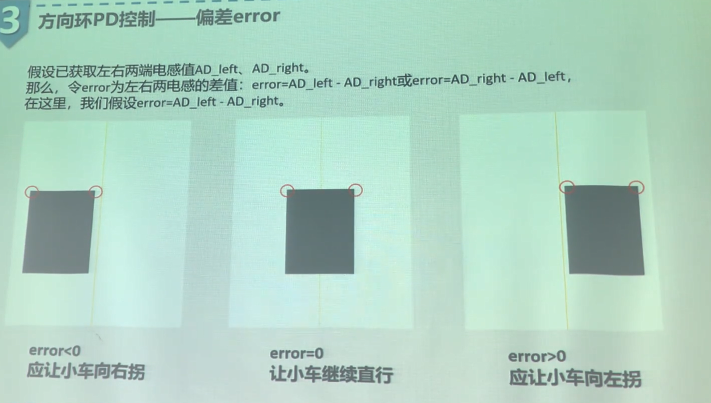 3 方向环PD控制——偏差error
假设已获取左右两端电感值AD_left、AD_right。
那么，令error为左右两电感的差值：error=AD_left - AD_right或error=AD_right - AD_left，
在这里，我们假设error=AD_left - AD_right。
error<0
应让小车向右拐
error=0
让小车继续直行
error>0
应让小车向左拐